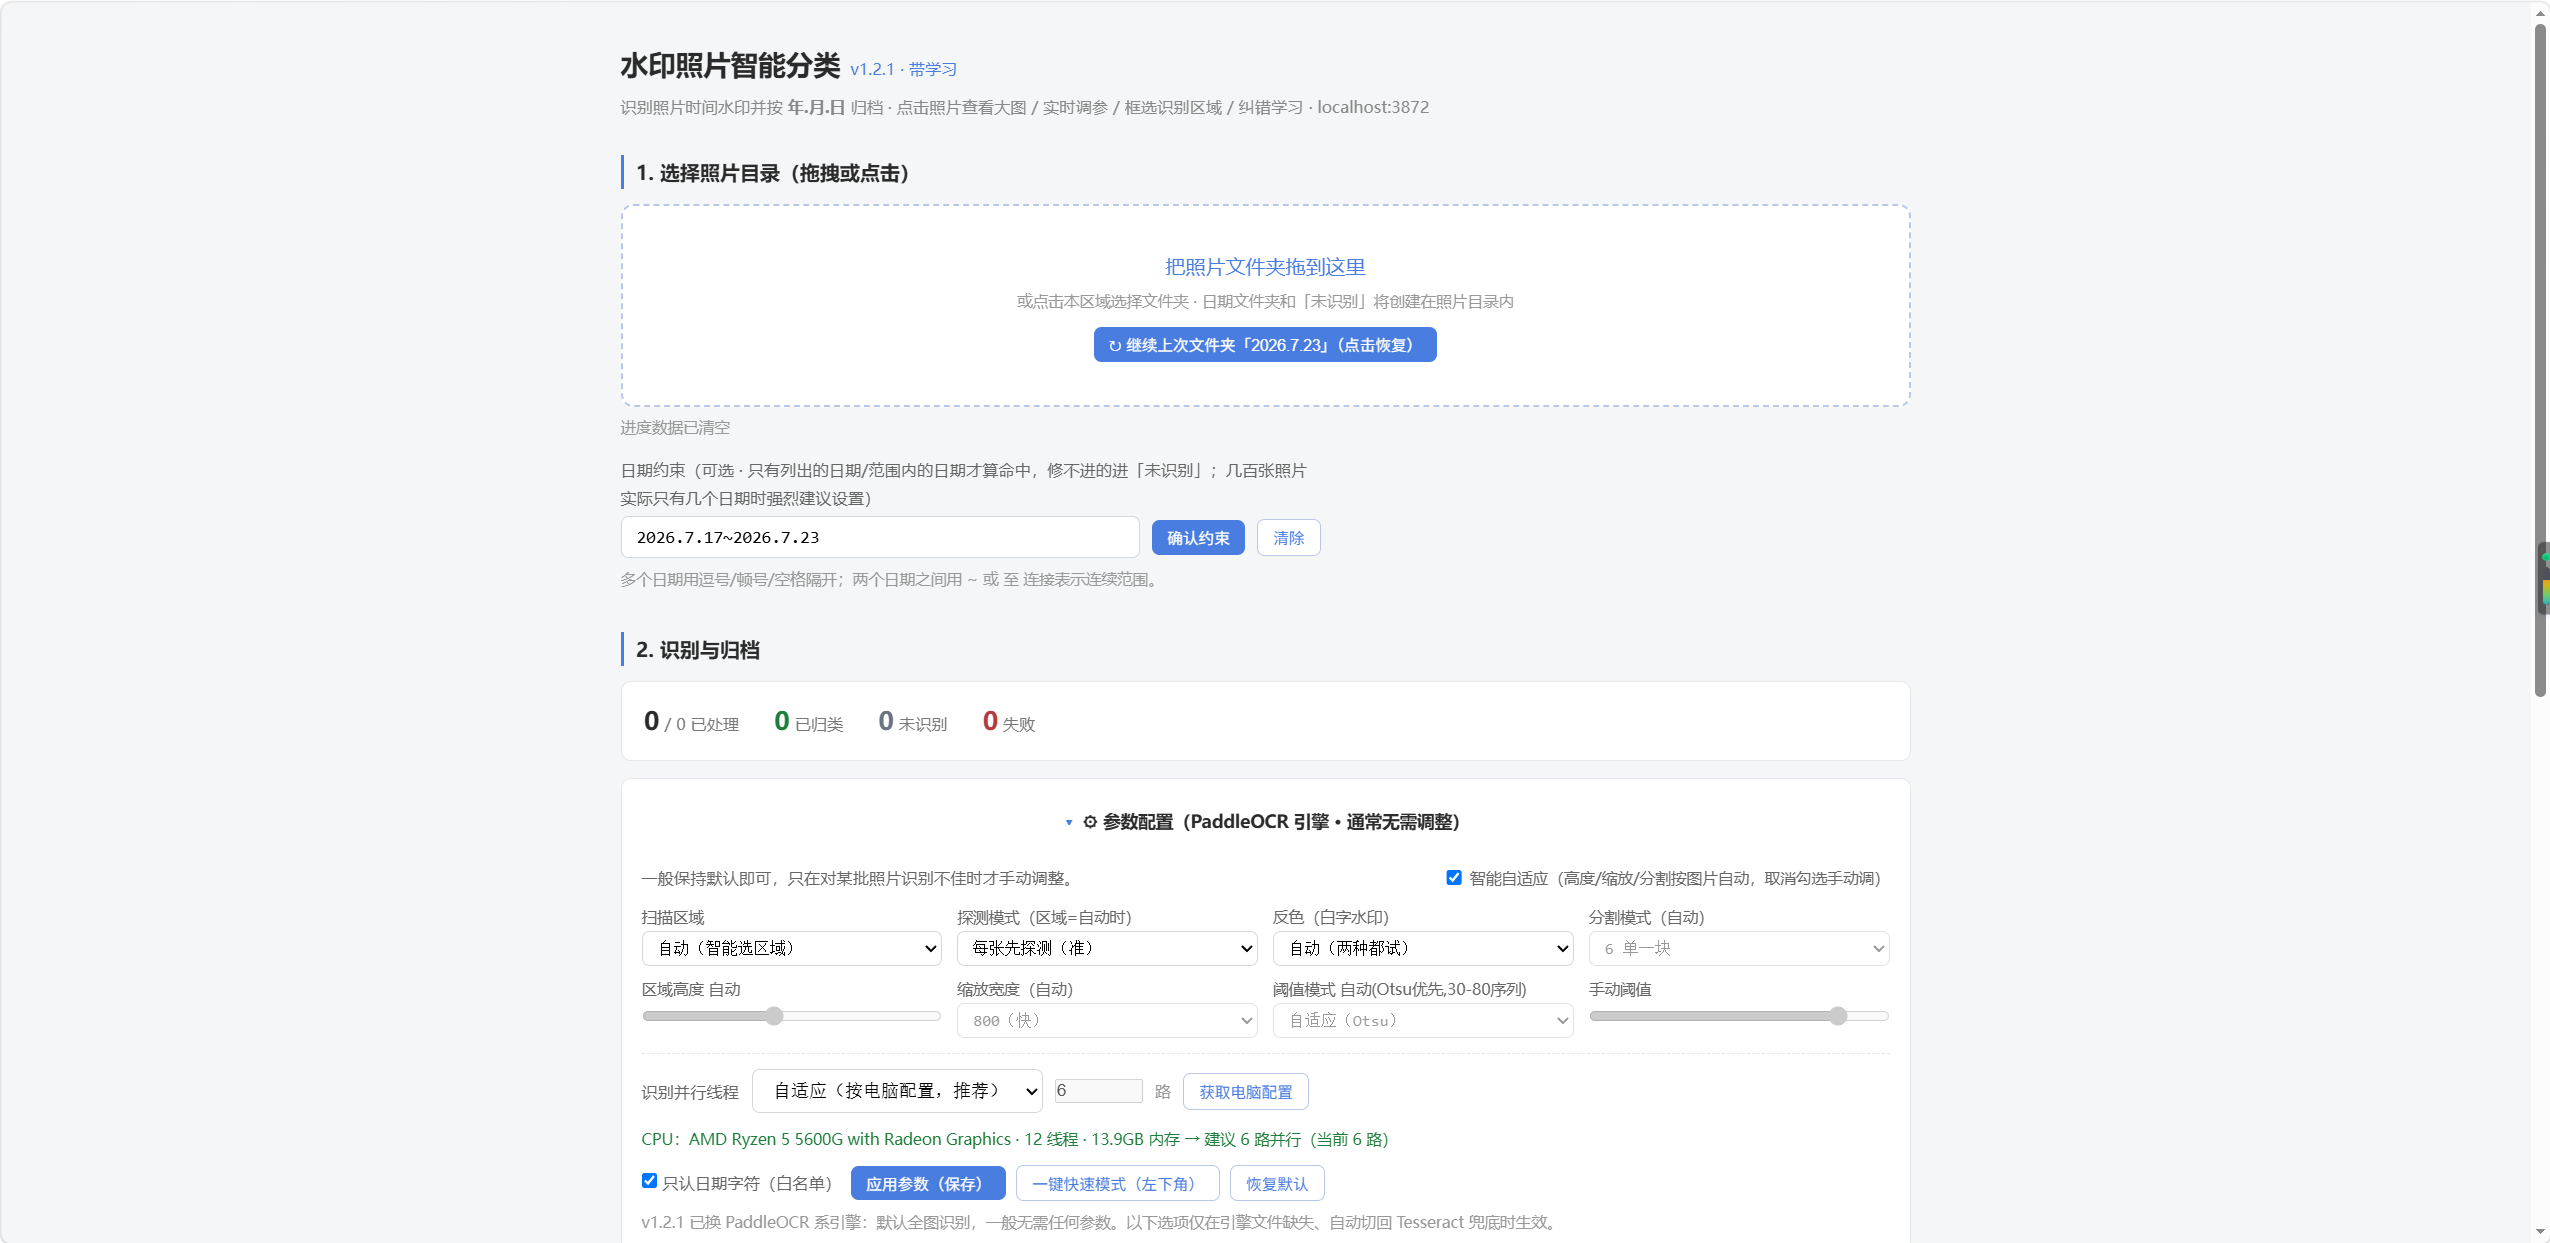 水印照片智能分类 v1.2.1 · 带学习
识别照片时间水印并按 年.月.日 归档 · 点击照片查看大图 / 实时调参 / 框选识别区域 / 纠错学习 · localhost:3872
1. 选择照片目录（拖拽或点击）
把照片文件夹拖到这里
或点击本区域选择文件夹 · 日期文件夹和「未识别」将创建在照片目录内
↻ 继续上次文件夹「2026.7.23」（点击恢复）
进度数据已清空
日期约束（可选 · 只有列出的日期/范围内的日期才算命中，修不进的进「未识别」；几百张照片
实际只有几个日期时强烈建议设置）
2026.7.17~2026.7.23 确认约束 清除
多个日期用逗号/顿号/空格隔开；两个日期之间用 ~ 或 至 连接表示连续范围。
2. 识别与归档
0 / 0 已处理 0 已归类 0 未识别 0 失败
▾ ⚙ 参数配置（PaddleOCR 引擎 · 通常无需调整）
一般保持默认即可，只在对某批照片识别不佳时才手动调整。 智能自适应（高度/缩放/分割按图片自动，取消勾选手动调）
扫描区域 探测模式（区域=自动时） 反色（白字水印） 分割模式（自动）
自动（智能选区域） 每张先探测（准） 自动（两种都试） 6 单一块
区域高度 自动 缩放宽度（自动） 阈值模式 自动(Otsu优先,30-80序列) 手动阈值
800（快） 自适应（Otsu）
识别并行线程 自适应（按电脑配置，推荐） 6 路 获取电脑配置
CPU：AMD Ryzen 5 5600G with Radeon Graphics · 12 线程 · 13.9GB 内存 → 建议 6 路并行（当前 6 路）
只认日期字符（白名单） 应用参数（保存） 一键快速模式（左下角） 恢复默认
v1.2.1 已换 PaddleOCR 系引擎：默认全图识别，一般无需任何参数。以下选项仅在引擎文件缺失、自动切回 Tesseract 兜底时生效。